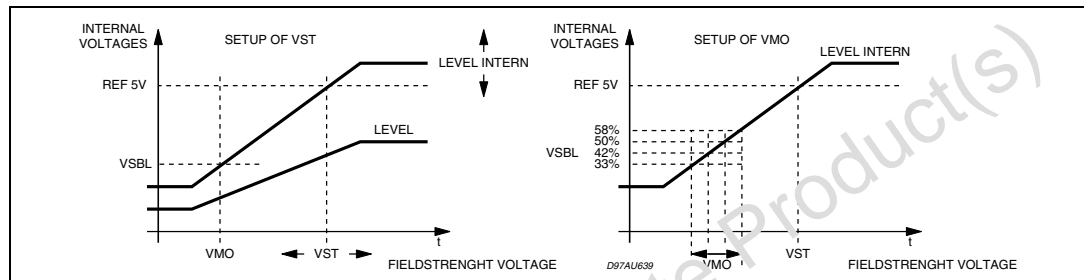 INTERNAL
VOLTAGES
SETUP OF VST
LEVEL INTERN
REF 5V
LEVEL
VSBL
t
VMO
VST
FIELDSTRENGHT VOLTAGE
INTERNAL
VOLTAGES
SETUP OF VMO
LEVEL INTERN
REF 5V
58%
50%
VSBL
42%
33%
t
D97AU639
VMO
VST
FIELDSTRENGHT VOLTAGE
Product(s)